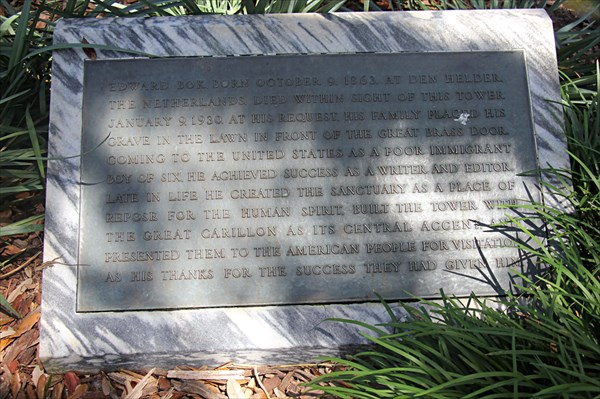 EDWARD BOK BORN OCTOBER 9, 1863, AT DEN HELDER,
THE NETHERLANDS, DIED WITHIN SIGHT OF THIS TOWER
JANUARY 9, 1930. AT HIS REQUEST, HIS FAMILY PLACED HIS
GRAVE IN THE LAWN IN FRONT OF THE GREAT BRASS DOOR.
COMING TO THE UNITED STATES AS A POOR IMMIGRANT
BOY OF SIX, HE ACHIEVED SUCCESS AS A WRITER AND EDITOR.
LATE IN LIFE HE CREATED THE SANCTUARY AS A PLACE OF
REPOSE FOR THE HUMAN SPIRIT, BUILT THE TOWER WITH
THE GREAT CARILLON AS ITS CENTRAL ACCENT
PRESENTED THEM TO THE AMERICAN PEOPLE FOR VISITATION
AS HIS THANKS FOR THE SUCCESS THEY HAD GIVEN HIM